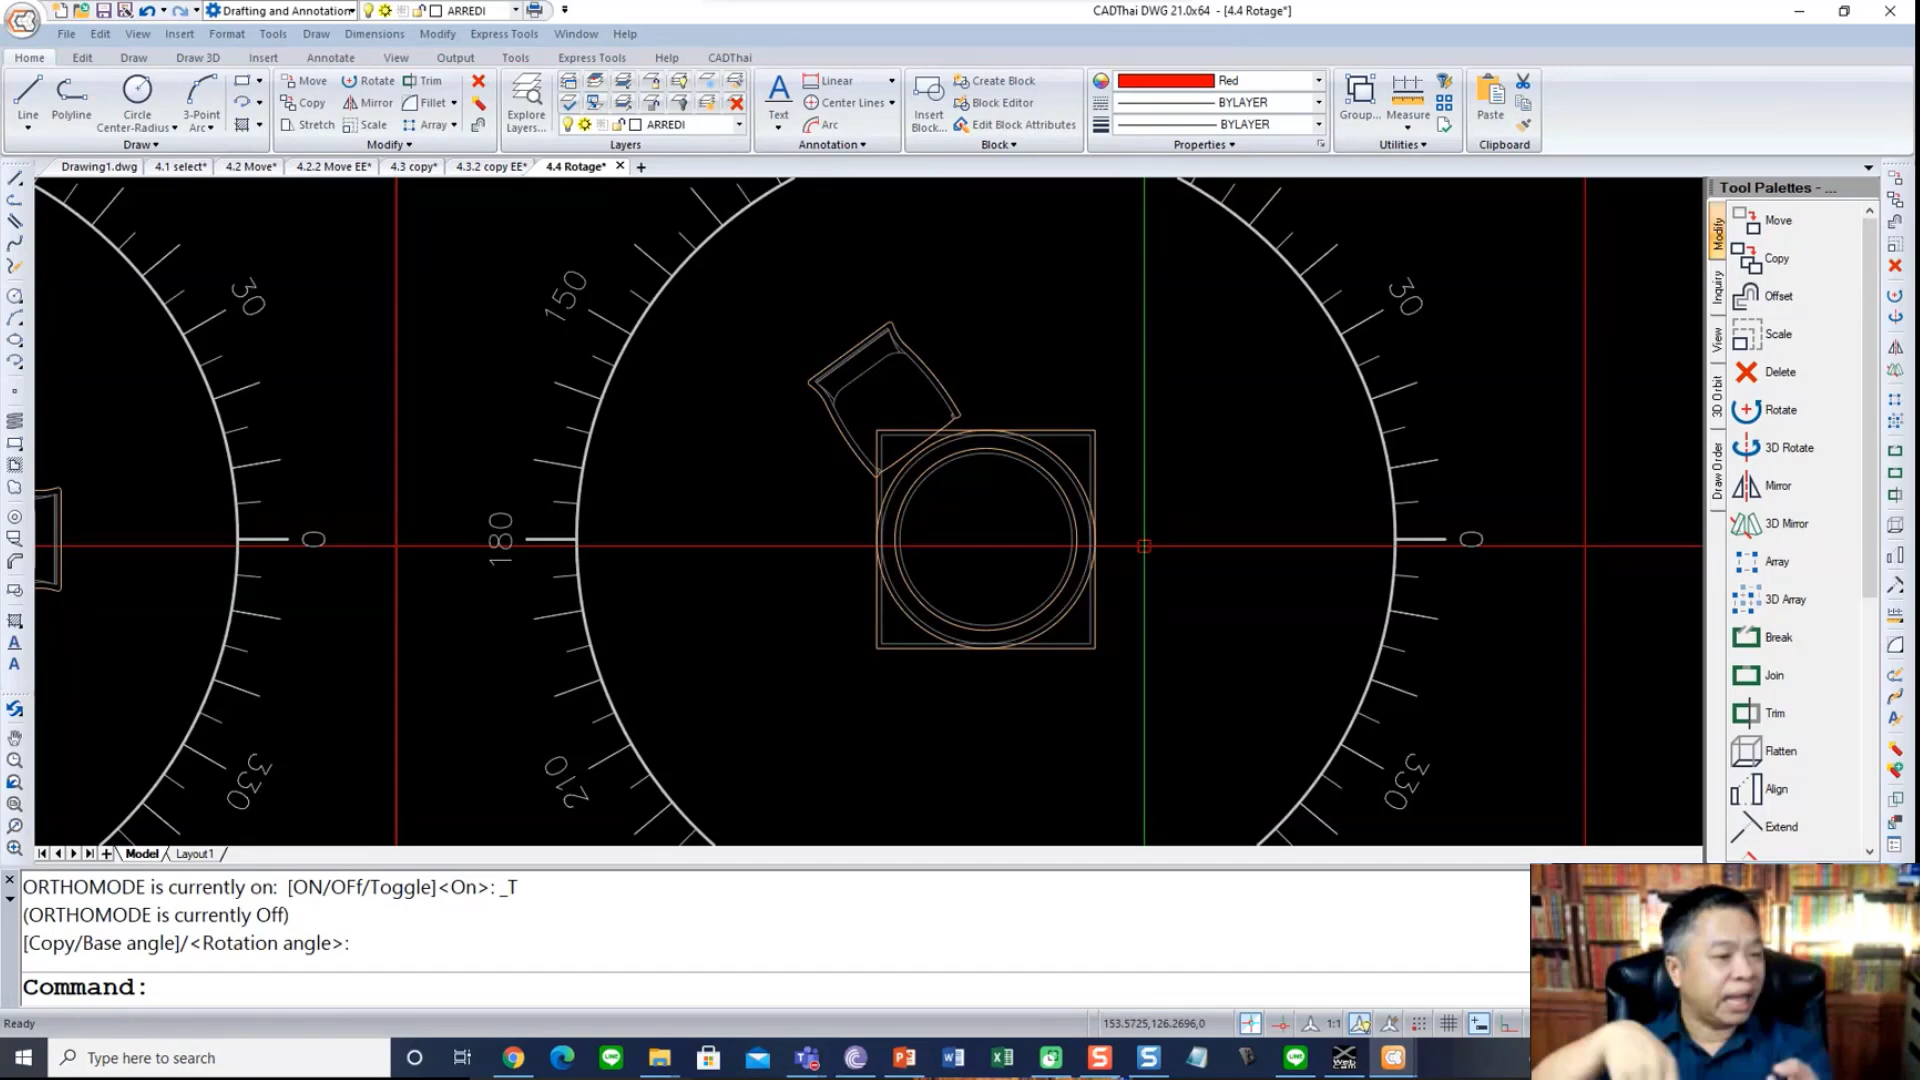 Drafting and Annotation
ARREDI
CADThai DWG 21.0x64 - [4.4 Rotage*]
File Edit View Insert Format Tools Draw Dimensions Modify Express Tools Window Help
Home Edit Draw Draw 3D Insert Annotate View Output Tools Express Tools Help CADThai
Line
Polyline
Circle
Center-Radius
3-Point
Arc
Draw
Move Rotate Trim
Copy Mirror Fillet
Stretch Scale Array
Modify
Explore
Layers...
ARREDI
Layers
Text
Linear
Center Lines
Arc
Annotation
Insert
Block...
Create Block
Block Editor
Edit Block Attributes
Block
Red
BYLAYER
BYLAYER
Properties
Group...
Measure
Utilities
Paste
Clipboard
Drawing1.dwg 4.1 select* 4.2 Move* 4.2.2 Move EE* 4.3 copy* 4.3.2 copy EE* 4.4 Rotage*
30
0
330
150
180
210
30
0
330
Tool Palettes - ...
Modify
Inquiry
View
3D Orbit
Draw Order
Move
Copy
Offset
Scale
Delete
Rotate
3D Rotate
Mirror
3D Mirror
Array
3D Array
Break
Join
Trim
Flatten
Align
Extend
Model Layout1
ORTHOMODE is currently on: [ON/OFf/Toggle]<On>: _T
(ORTHOMODE is currently Off)
[Copy/Base angle]/<Rotation angle>:
Command:
Ready
153.5725,126.2696,0
1:1
Type here to search